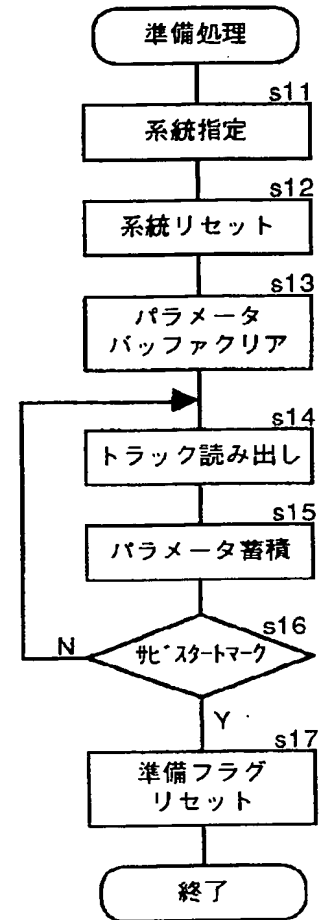 準備処理
s11
系統指定
s12
系統リセット
s13
パラメータ
バッファクリア
s14
トラック読み出し
s15
パラメータ蓄積
s16
N
ｻﾋﾞスタートマーク
Y
s17
準備フラグ
リセット
終了